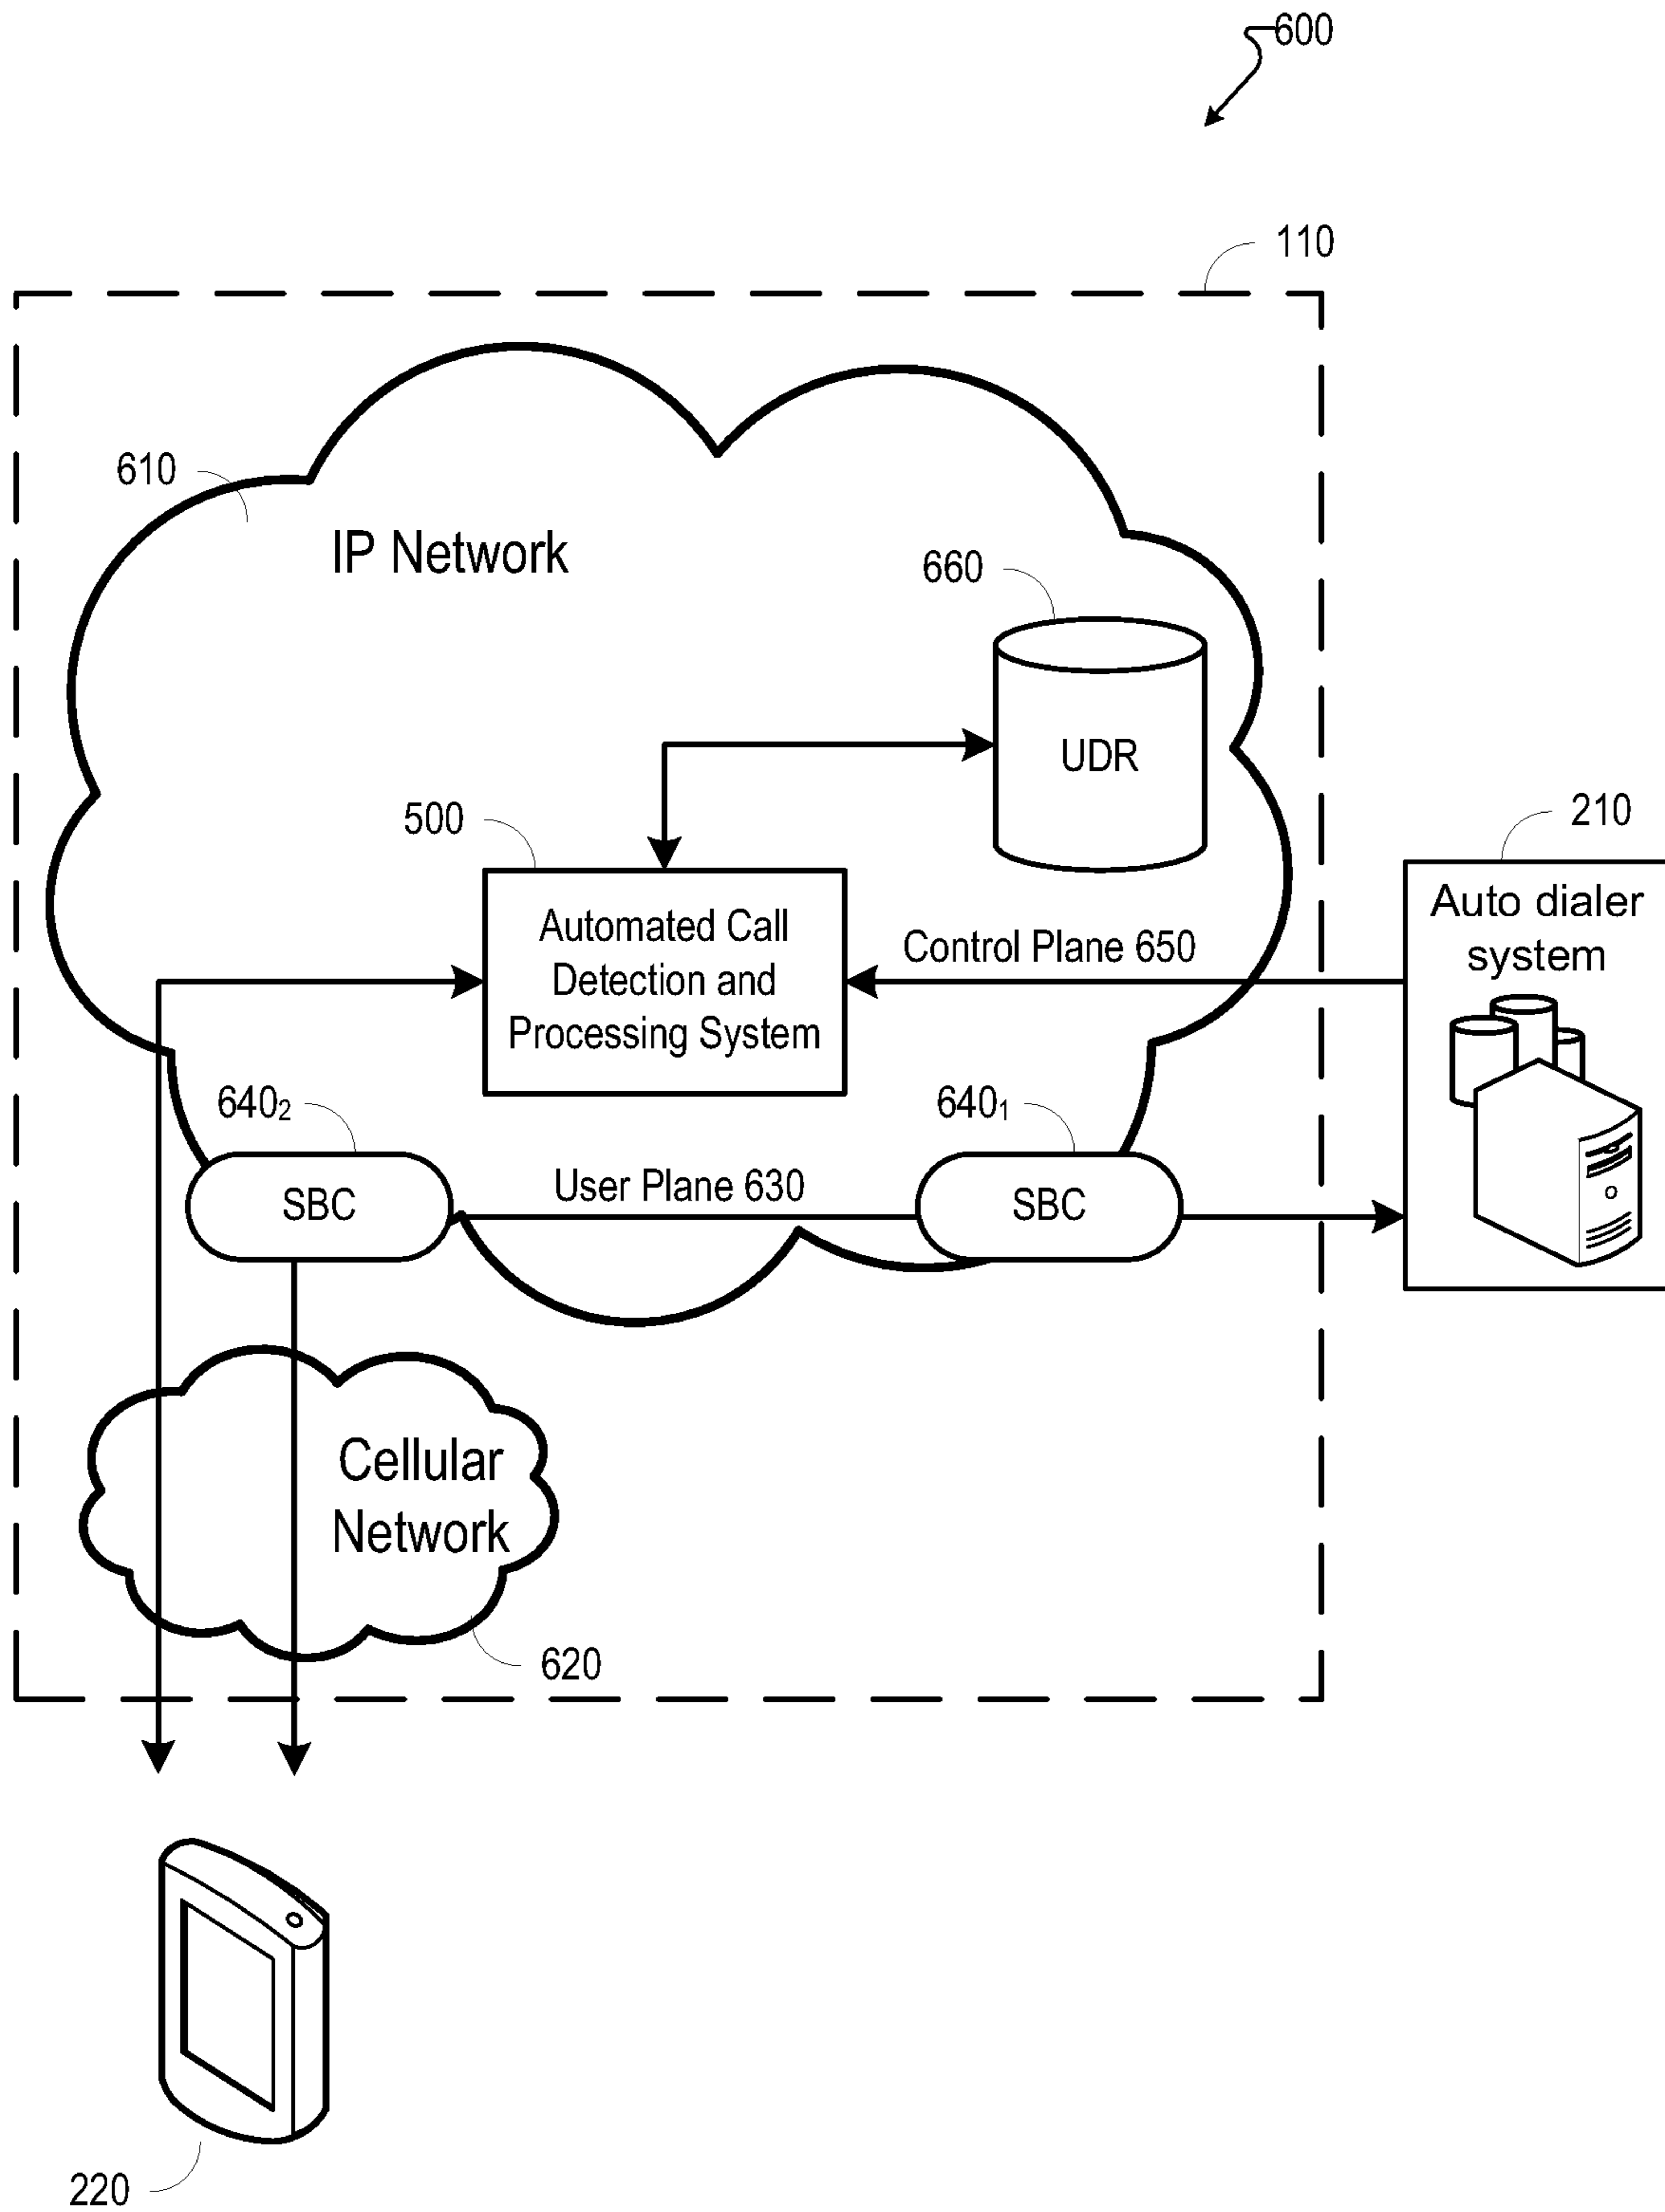 600
110
610
IP Network
660
UDR
500
210
Auto dialer
system
Automated Call
Detection and
Processing System
Control Plane 650
640₂
640₁
SBC
User Plane 630
SBC
Cellular
Network
620
220